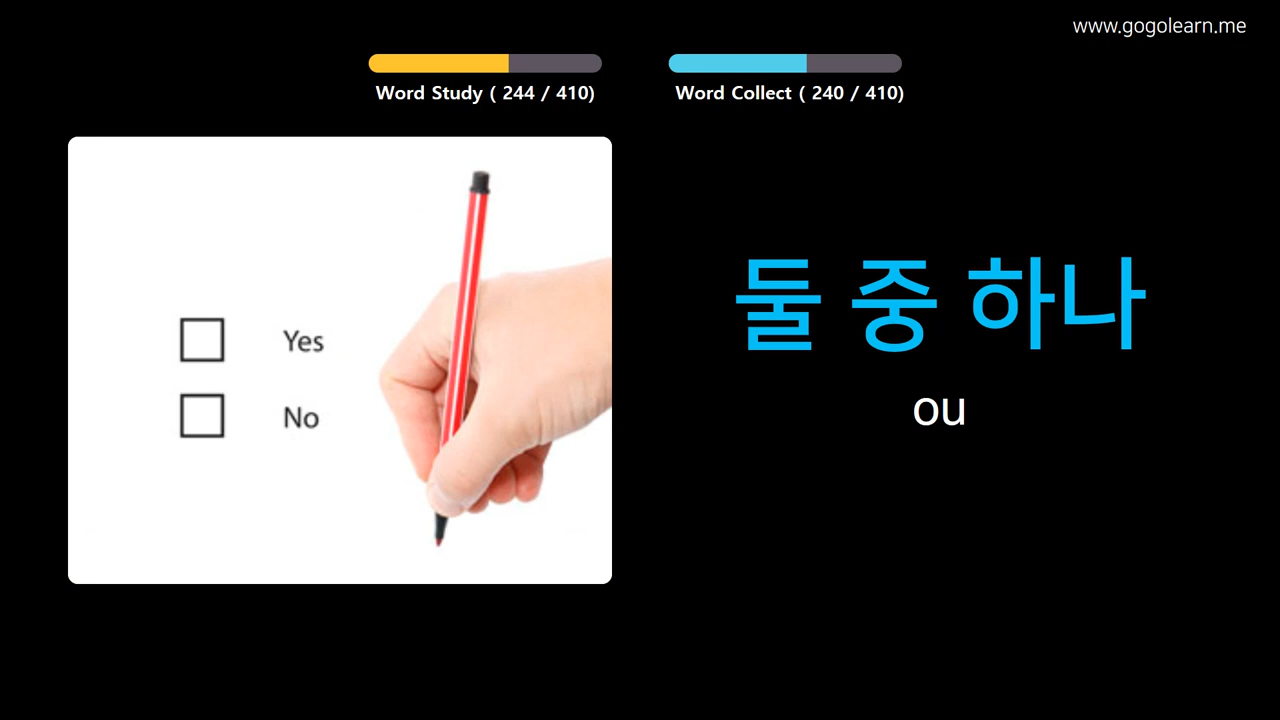 www.gogolearn.me
Word Study ( 244 / 410)
Word Collect ( 240 / 410)
Yes
No
둘 중 하나
ou